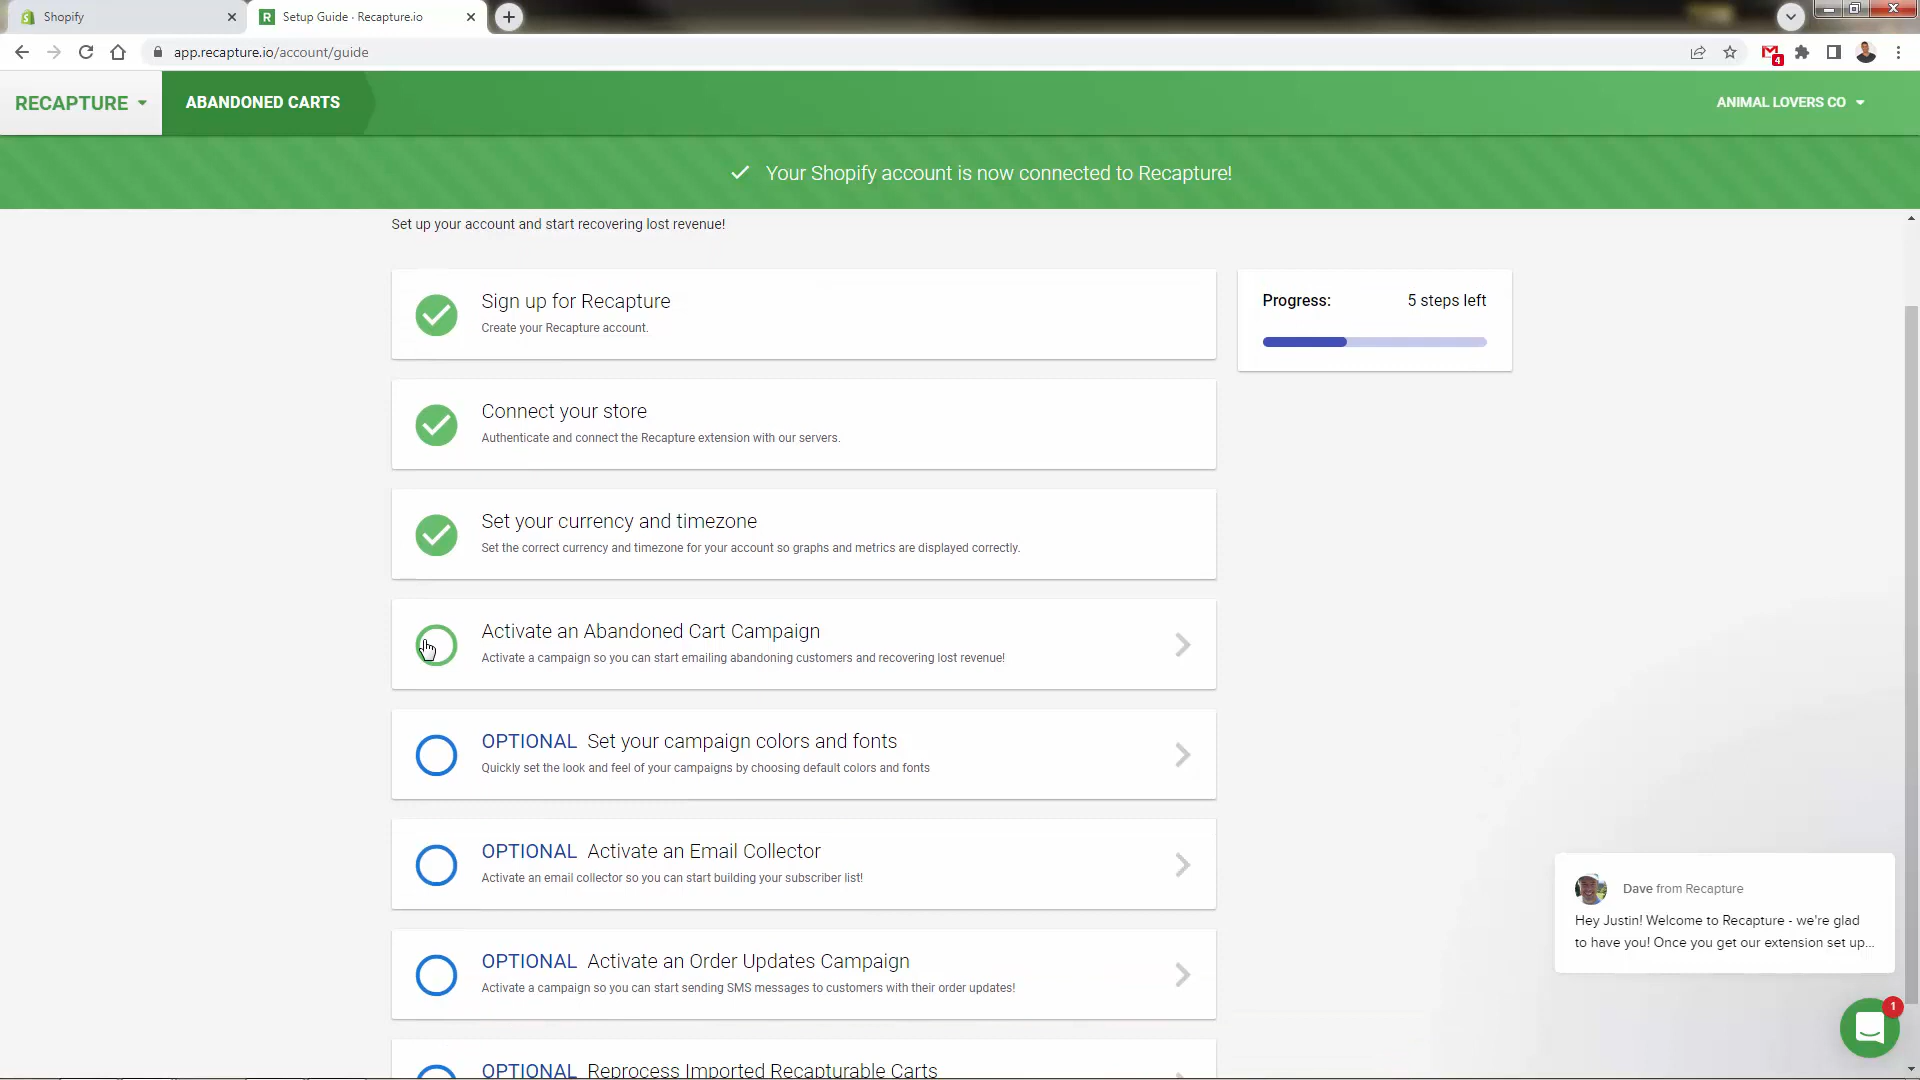 Shopify
Setup Guide · Recapture.io
app.recapture.io/account/guide
4
RECAPTURE
ABANDONED CARTS
ANIMAL LOVERS CO
Your Shopify account is now connected to Recapture!
Set up your account and start recovering lost revenue!
Sign up for Recapture
Create your Recapture account.
Progress: 5 steps left
Connect your store
Authenticate and connect the Recapture extension with our servers.
Set your currency and timezone
Set the correct currency and timezone for your account so graphs and metrics are displayed correctly.
Activate an Abandoned Cart Campaign
Activate a campaign so you can start emailing abandoning customers and recovering lost revenue!
OPTIONAL Set your campaign colors and fonts
Quickly set the look and feel of your campaigns by choosing default colors and fonts
OPTIONAL Activate an Email Collector
Activate an email collector so you can start building your subscriber list!
OPTIONAL Activate an Order Updates Campaign
Activate a campaign so you can start sending SMS messages to customers with their order updates!
OPTIONAL Reprocess Imported Recapturable Carts
Dave from Recapture
Hey Justin! Welcome to Recapture - we're glad
to have you! Once you get our extension set up...
1